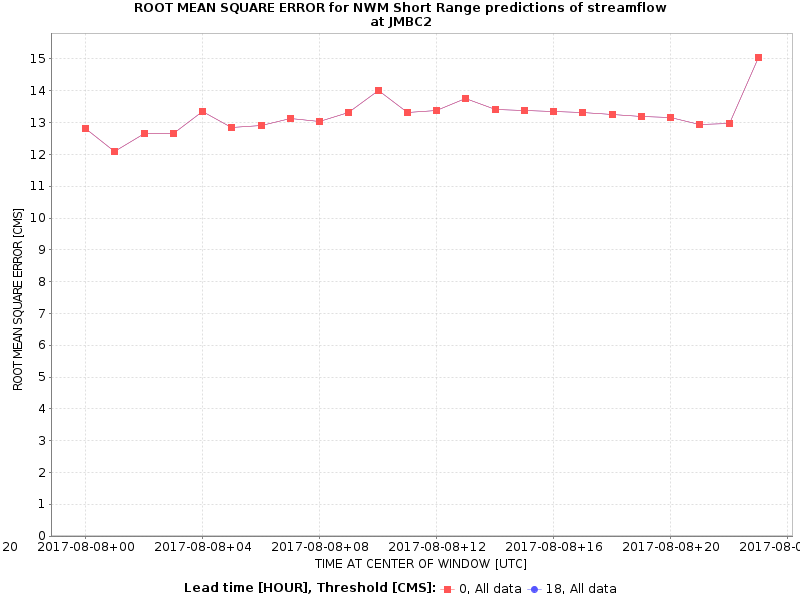 ROOT MEAN SQUARE ERROR for NWM Short Range predictions of streamflow
at JMBC2
15
14
13
12
11
10
9
8
7
6
5
4
3
2
1
0
ROOT MEAN SQUARE ERROR [CMS]
20 2017-08-08+00 2017-08-08+04 2017-08-08+08 2017-08-08+12 2017-08-08+16 2017-08-08+20 2017-08-0
TIME AT CENTER OF WINDOW [UTC]
Lead time [HOUR], Threshold [CMS]: 0, All data 18, All data